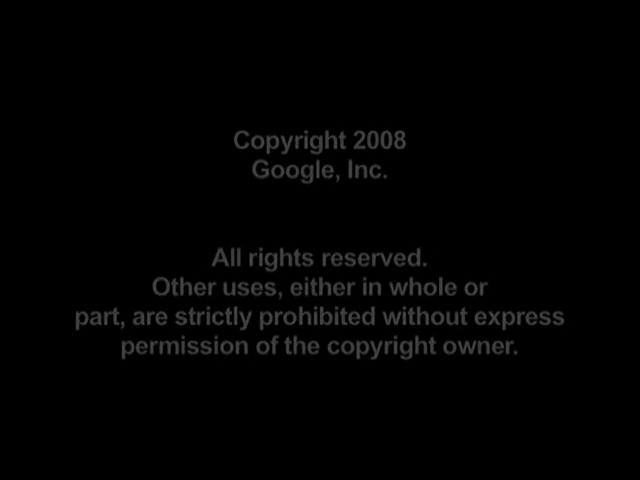 Copyright 2008
Google, Inc.
All rights reserved.
Other uses, either in whole or
part, are strictly prohibited without express
permission of the copyright owner.